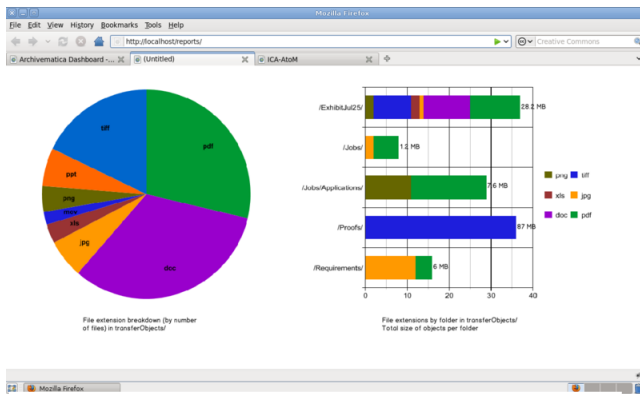 Mozilla Firefox
File Edit View History Bookmarks Tools Help
http://localhost/reports/
Creative Commons
Archivematica Dashboard -...
(Untitled)
ICA-AtoM
tiff
pdf
ppt
png
xls
jpg
doc
/ExhibitJul25/
28.2 MB
/Jobs/
1.2 MB
/Jobs/Applications/
7.6 MB
/Proofs/
87 MB
/Requirements/
6 MB
0 10 20 30 40
png tiff
xls jpg
doc pdf
File extension breakdown (by number
of files) in transferObjects/
File extensions by folder in transferObjects/
Total size of objects per folder
Mozilla Firefox